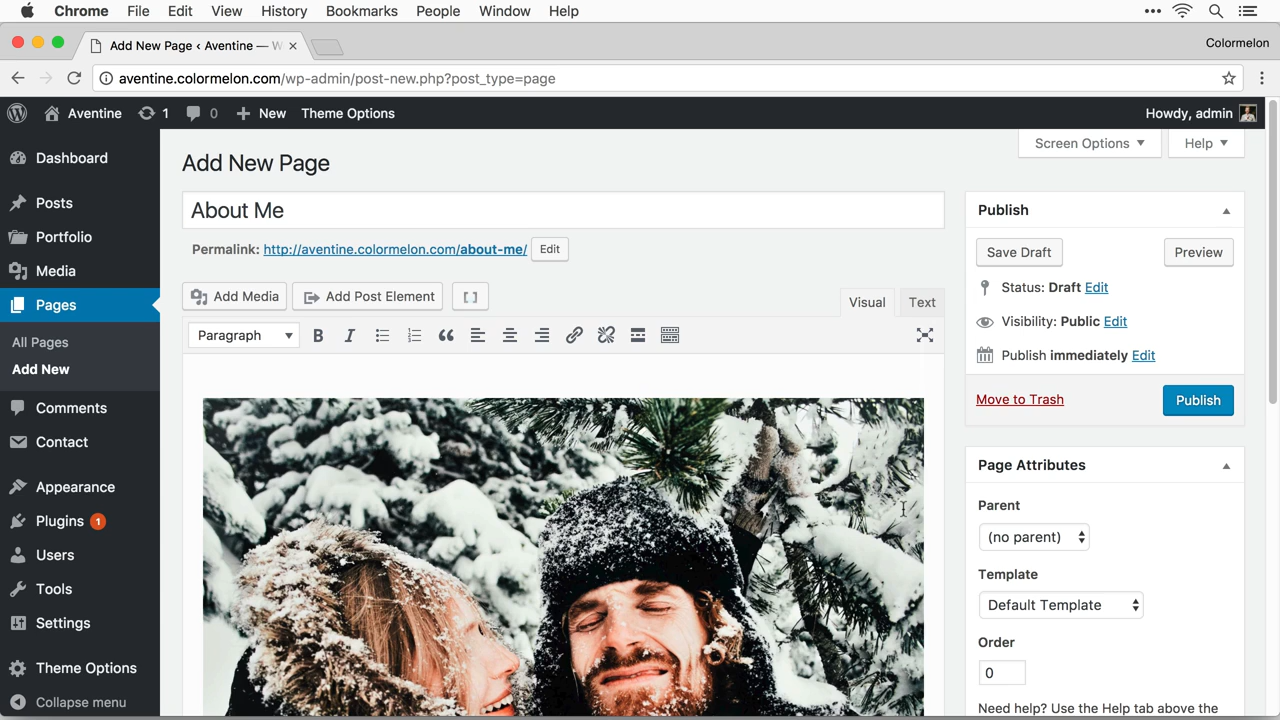 Chrome File Edit View History Bookmarks People Window Help
Add New Page ‹ Aventine — W
Colormelon
aventine.colormelon.com/wp-admin/post-new.php?post_type=page
Aventine 1 0 New Theme Options Howdy, admin
Screen Options Help
Dashboard
Posts
Portfolio
Media
Pages
All Pages
Add New
Comments
Contact
Appearance
Plugins 1
Users
Tools
Settings
Theme Options
Collapse menu
Add New Page
About Me
Permalink: http://aventine.colormelon.com/about-me/ Edit
Add Media Add Post Element [ ] Visual Text
Paragraph B I
Publish
Save Draft Preview
Status: Draft Edit
Visibility: Public Edit
Publish immediately Edit
Move to Trash Publish
Page Attributes
Parent
(no parent)
Template
Default Template
Order
0
Need help? Use the Help tab above the